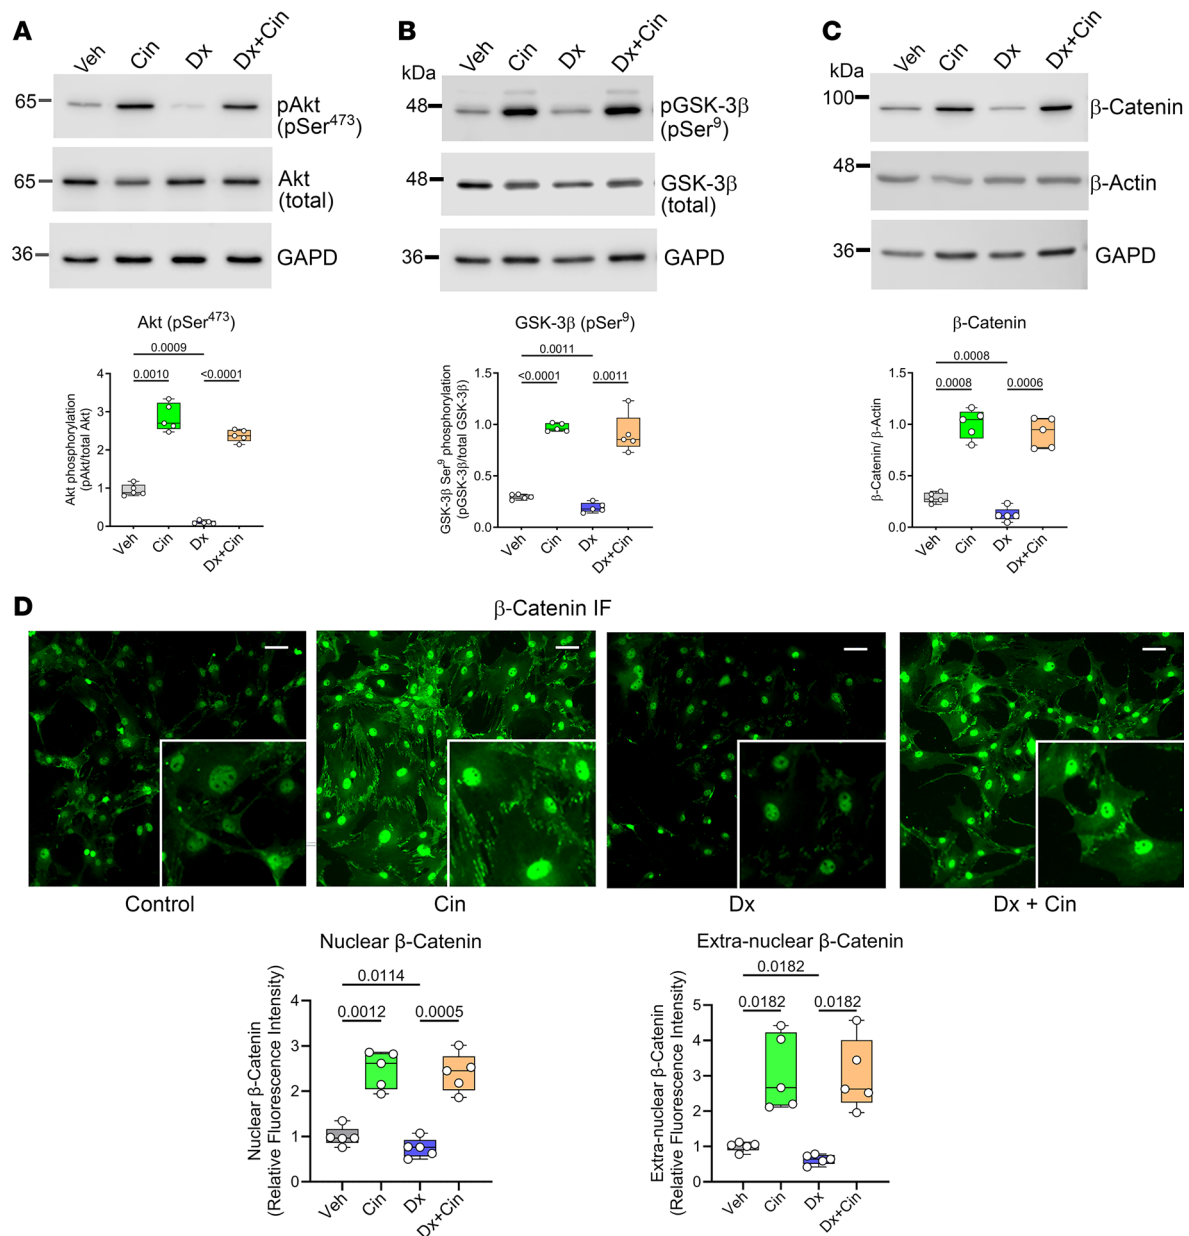 A
Veh Cin Dx Dx+Cin
65
pAkt
(pSer473)
65
Akt
(total)
36
GAPD
Akt (pSer473)
0.0009
0.0010 <0.0001
Akt phosphorylation
(pAkt/total Akt)
4
3
2
1
0
Veh Cin Dx Dx+Cin
B
kDa
Veh Cin Dx Dx+Cin
48
pGSK-3β
(pSer9)
48
GSK-3β
(total)
36
GAPD
GSK-3β (pSer9)
0.0011
<0.0001 0.0011
GSK-3β Ser9 phosphorylation
(pGSK-3β/total GSK-3β)
1.5
1.0
0.5
0.0
Veh Cin Dx Dx+Cin
C
kDa
Veh Cin Dx Dx+Cin
100
β-Catenin
48
β-Actin
36
GAPD
β-Catenin
0.0008
0.0008 0.0006
β-Catenin/ β-Actin
1.5
1.0
0.5
0.0
Veh Cin Dx Dx+Cin
D
β-Catenin IF
Control Cin Dx Dx + Cin
Nuclear β-Catenin
0.0114
0.0012 0.0005
Nuclear β-Catenin
(Relative Fluorescence Intensity)
4
3
2
1
0
Veh Cin Dx Dx+Cin
Extra-nuclear β-Catenin
0.0182
0.0182 0.0182
Extra-nuclear β-Catenin
(Relative Fluorescence Intensity)
5
4
3
2
1
0
Veh Cin Dx Dx+Cin